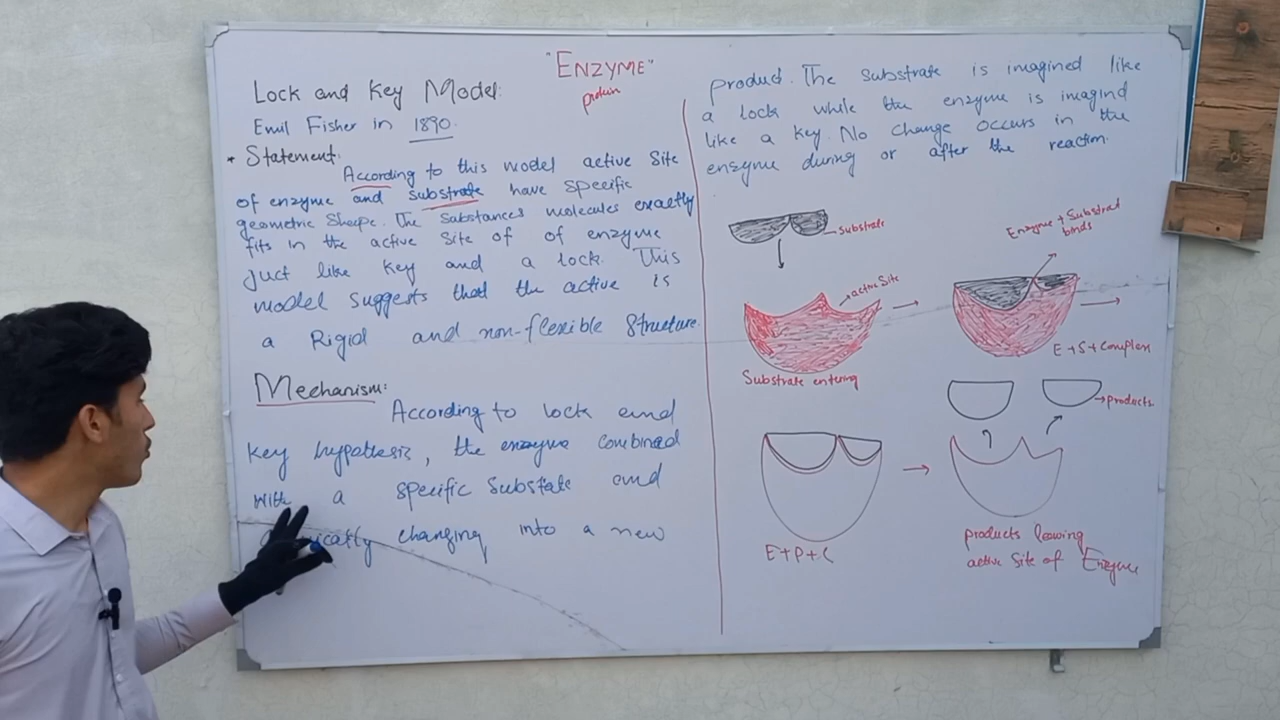 "ENZYME"
protein
Lock and Key Model:
Emil Fisher in 1890
* Statement:
According to this model active site
of enzyme and substrate have specific
geometric Shape. The Substances molecules exactly
fits in the active Site of of enzyme
just like key and a lock. This
model suggests that the active is
a Rigid and non-flexible Structure.
Mechanism:
According to lock and
key hypothesis, the enzyme combined
with a specific Substate and
changing into a new
product. The substrate is imagined like
a lock while the enzyme is imagind
like a key. No change occurs in the
enzyme during or after the reaction.
substrate
active Site
Substrate entering
Enzyme + Substrad
binds
E + S + Complex
E + P + C
products
products leaving
active Site of Enzyme